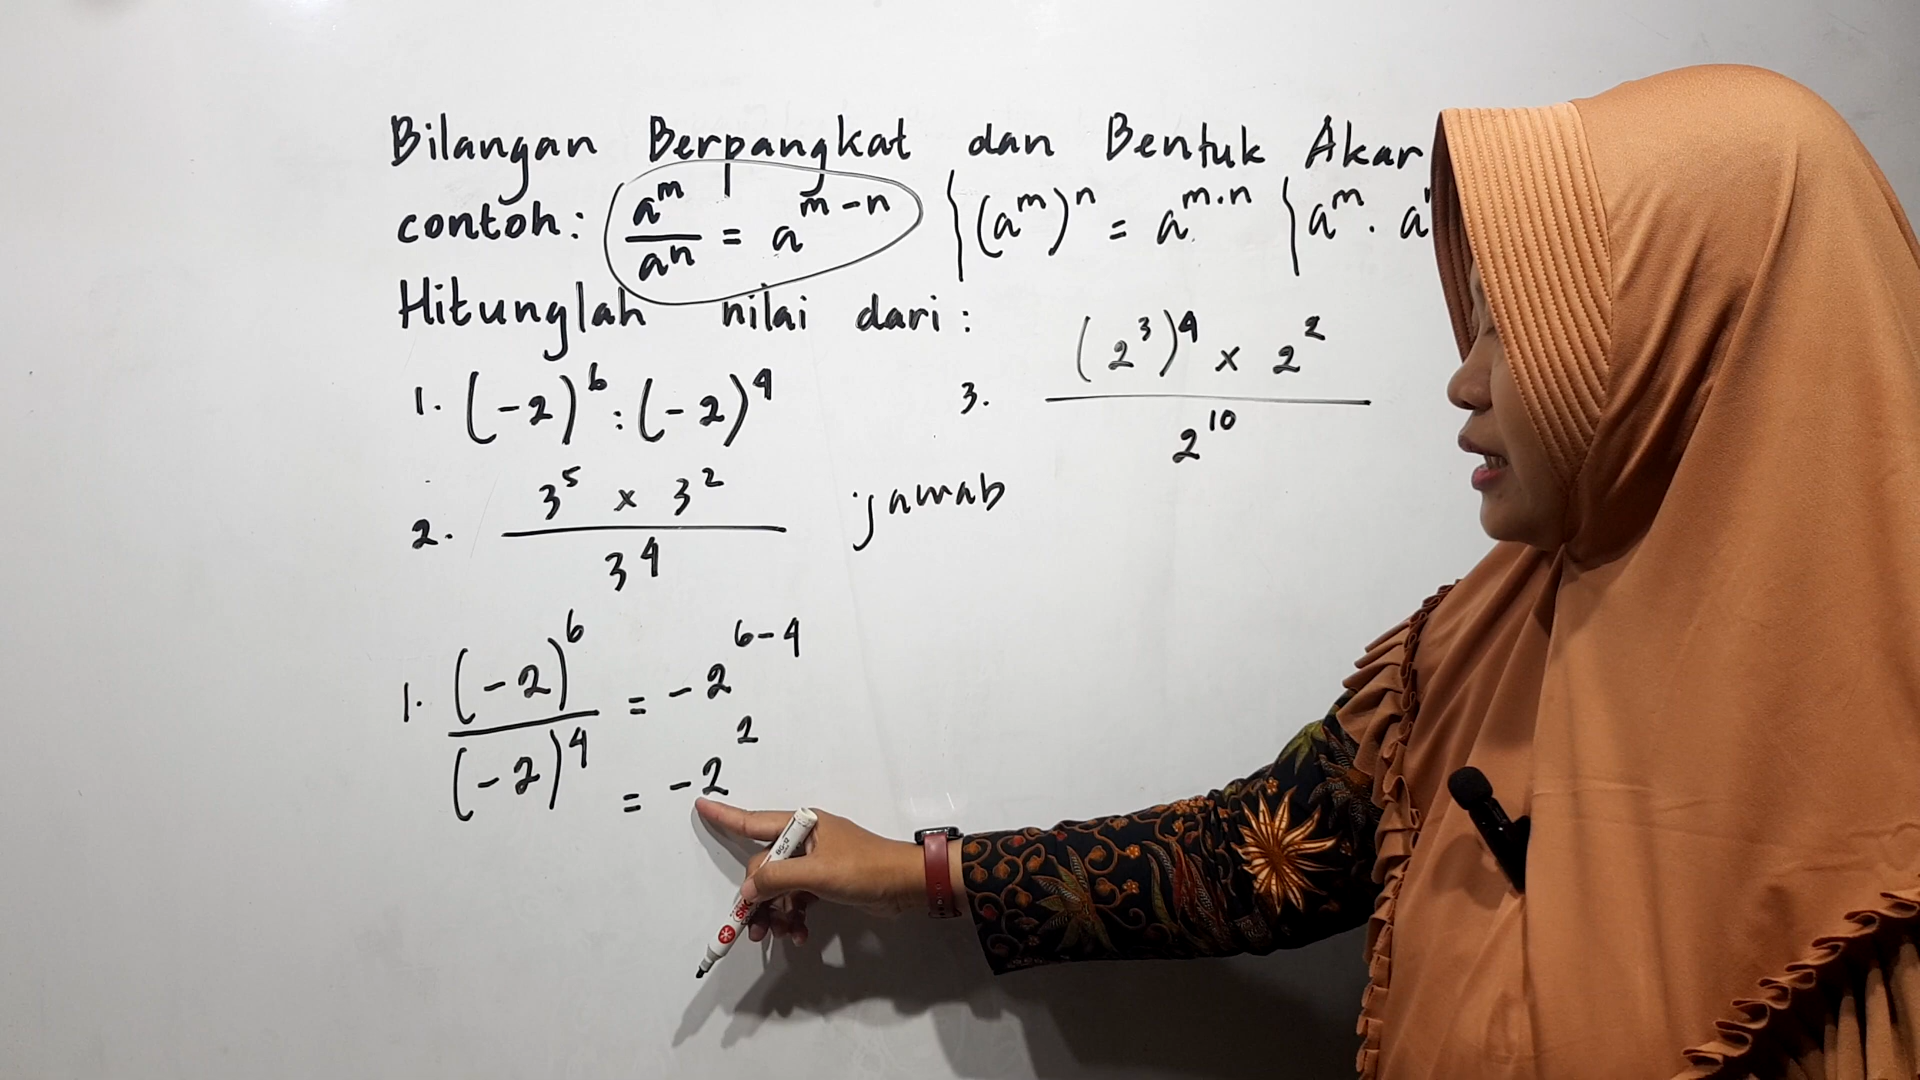 Bilangan Berpangkat dan Bentuk Akar
contoh: a^m / a^n = a^(m-n) { (a^m)^n = a^(m·n) { a^m · a
Hitunglah nilai dari:
1. (-2)^6 : (-2)^4
2. 3^5 x 3^2 / 3^4
3. (2^3)^4 x 2^2 / 2^10
jawab
1. (-2)^6 / (-2)^4 = -2^(6-4)
= -2^2